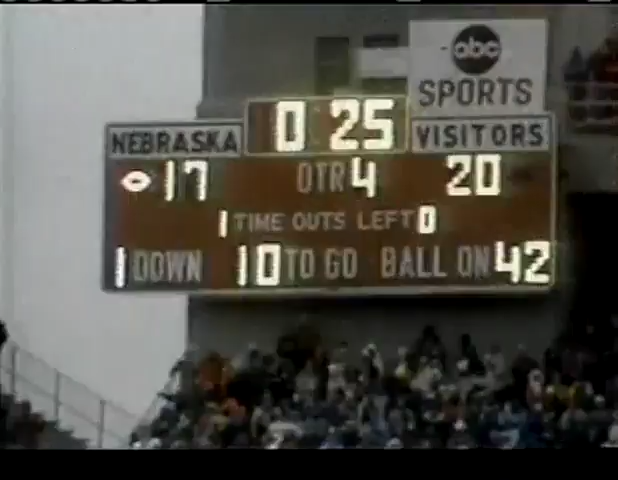 abc
SPORTS
NEBRASKA 0 25 VISITORS
17 QTR 4 20
1 TIME OUTS LEFT 0
1 DOWN 10 TO GO BALL ON 42